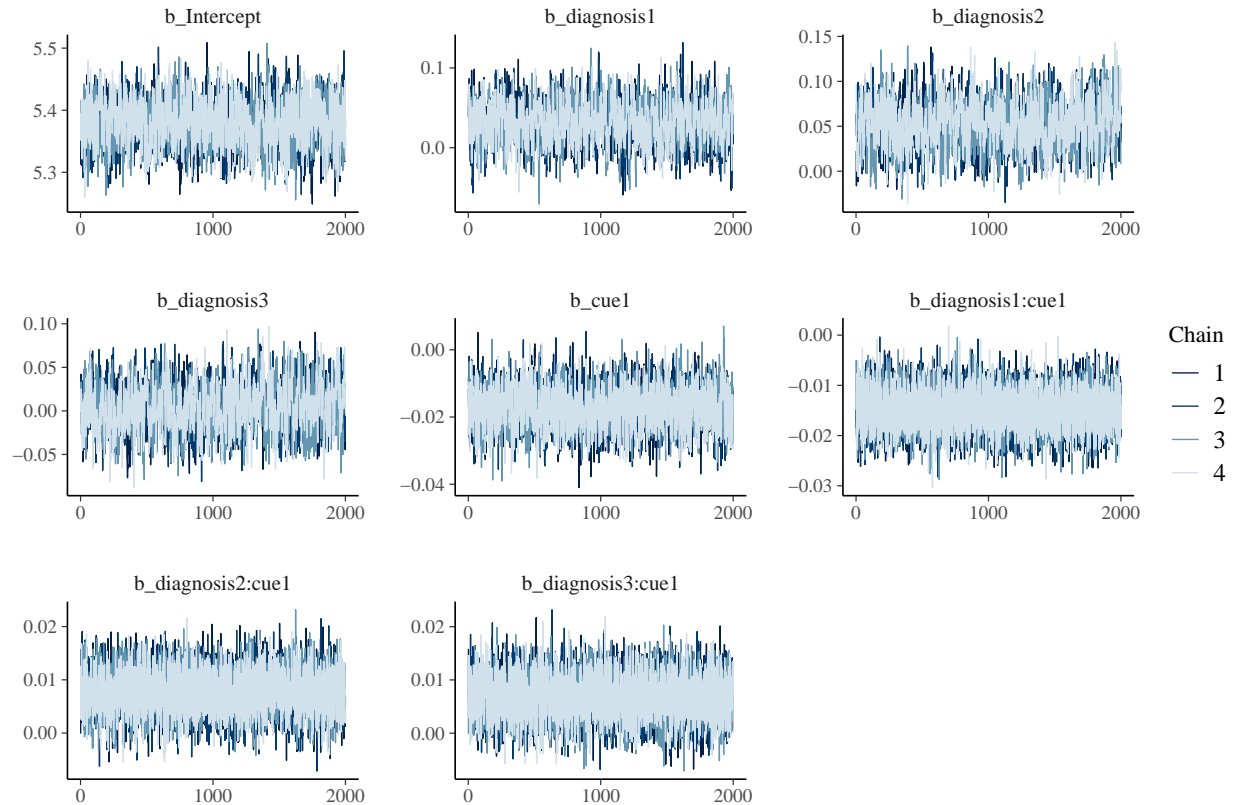 b_Intercept
5.5
5.4
5.3
0 1000 2000
b_diagnosis1
0.1
0.0
0 1000 2000
b_diagnosis2
0.15
0.10
0.05
0.00
0 1000 2000
b_diagnosis3
0.10
0.05
0.00
−0.05
0 1000 2000
b_cue1
0.00
−0.02
−0.04
0 1000 2000
b_diagnosis1:cue1
0.00
−0.01
−0.02
−0.03
0 1000 2000
Chain
1
2
3
4
b_diagnosis2:cue1
0.02
0.01
0.00
0 1000 2000
b_diagnosis3:cue1
0.02
0.01
0.00
0 1000 2000